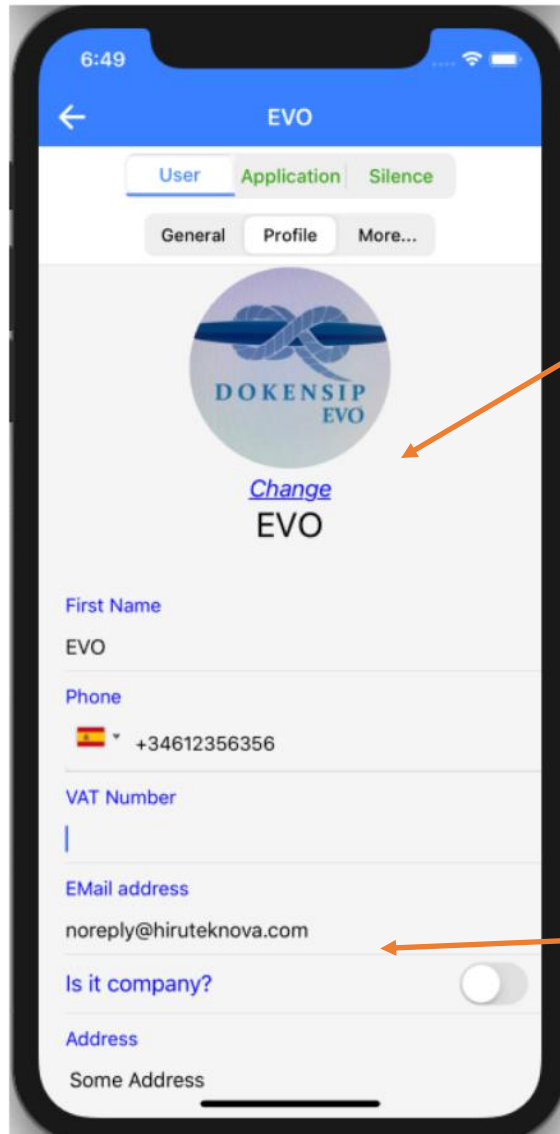 6:49
EVO
User Application Silence
General Profile More...
DOKENSIP
EVO
Change
EVO
First Name
EVO
Phone
+34612356356
VAT Number
EMail address
noreply@hiruteknova.com
Is it company?
Address
Some Address